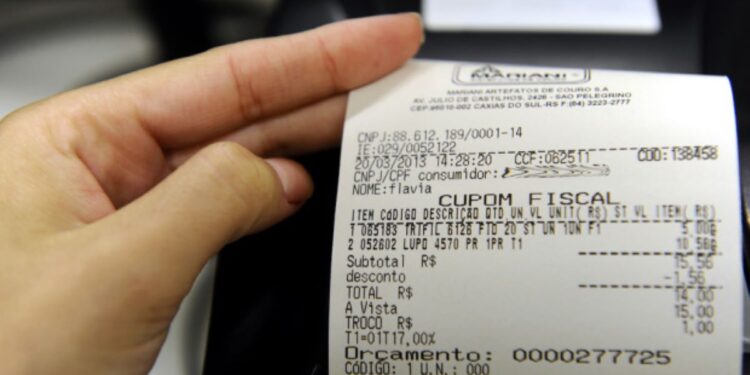 MARIANI
MARIANI ARTEFATOS DE COURO S.A
AV. JULIO DE CASTILHOS, 2426 - SAO PELEGRINO
CEP-95010-002 CAXIAS DO SUL-RS F(54) 3223-2777
CNPJ:88.612.189/0001-14
IE:029/0052122
20/03/2013 14:28:20 CCF:062511 COO:138458
CNPJ/CPF consumidor:
NOME:flavia
CUPOM FISCAL
ITEM CÓDIGO DESCRIÇÃO QTD UN VL UNIT( R$) ST VL ITEM( R$)
1 065183 TRIFIL 6126 FIO 20 ST UN 1UN F1 5,00G
2 052602 LUPO 4570 PR 1PR T1 10,56G
Subtotal R$ 15,56
desconto -1,56
TOTAL R$ 14,00
A Vista 15,00
TROCO R$ 1,00
T1=01T17,00%
Orçamento: 0000277725
CÓDIGO: 1 U.N.: 000